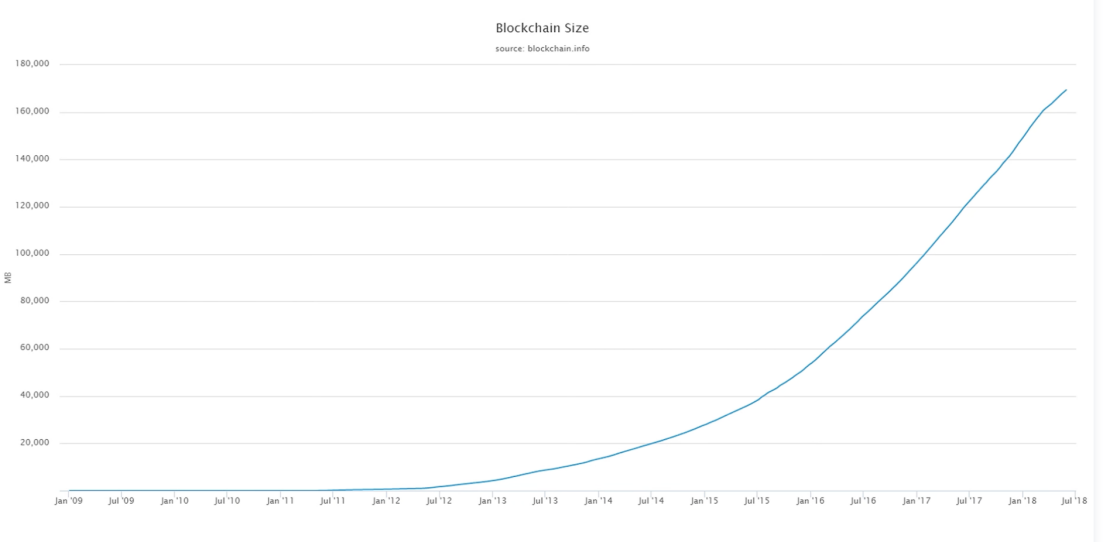 Blockchain Size
source: blockchain.info
180,000
160,000
140,000
120,000
100,000
MB
80,000
60,000
40,000
20,000
Jan '09 Jul '09 Jan '10 Jul '10 Jan '11 Jul '11 Jan '12 Jul '12 Jan '13 Jul '13 Jan '14 Jul '14 Jan '15 Jul '15 Jan '16 Jul '16 Jan '17 Jul '17 Jan '18 Jul '18